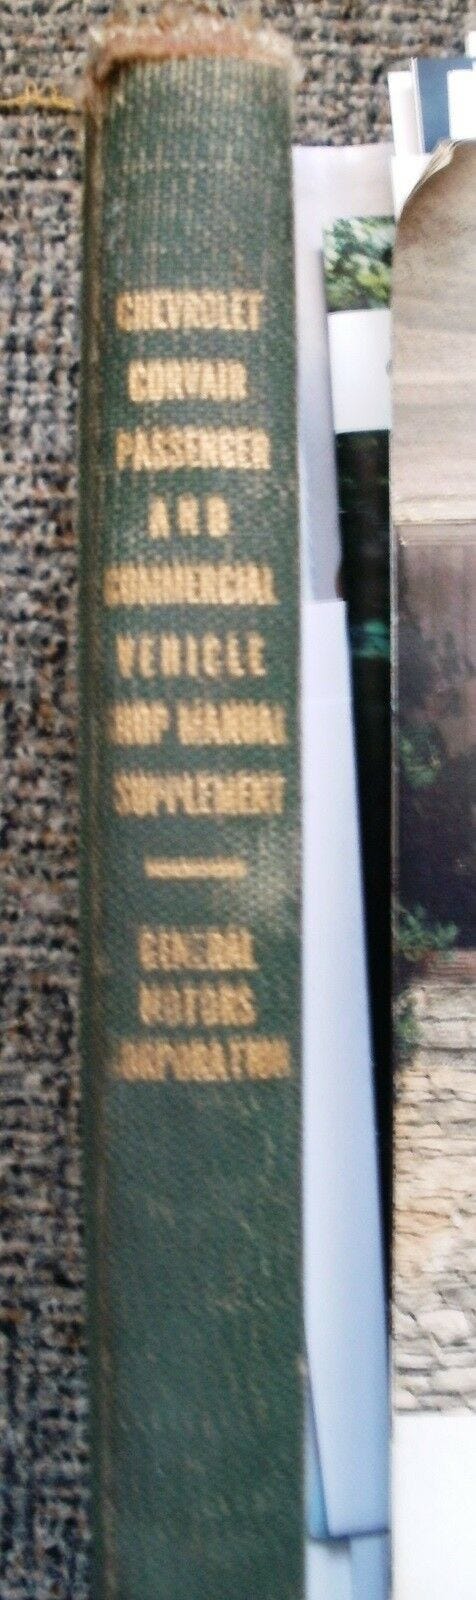 CHEVROLET
CORVAIR
PASSENGER
AND
COMMERCIAL
VEHICLE
SHOP MANUAL
SUPPLEMENT
GENERAL
MOTORS
CORPORATION